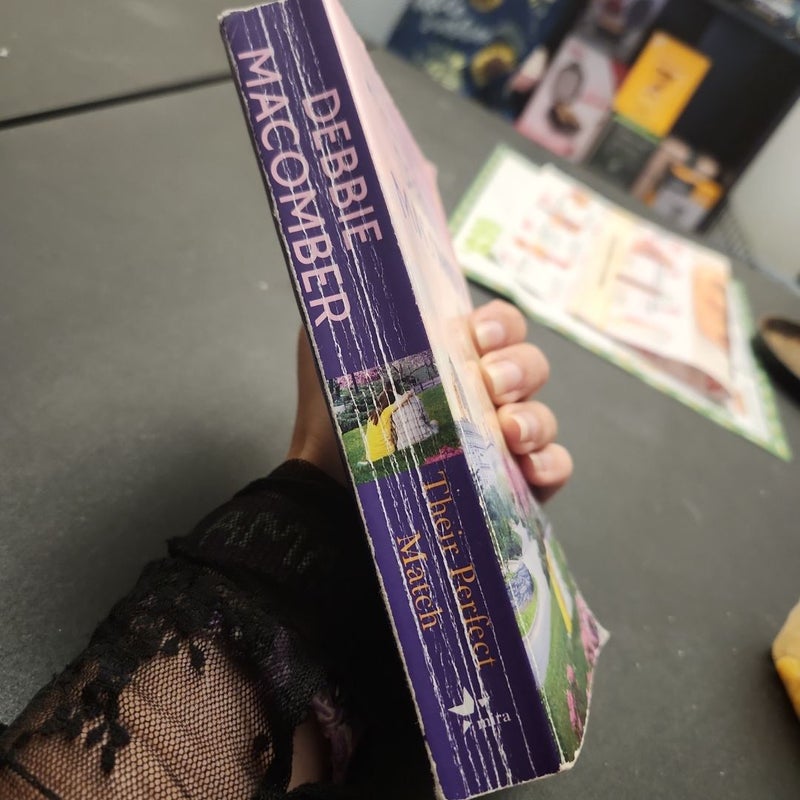 DEBBIE
MACOMBER
Their Perfect
Match
mira